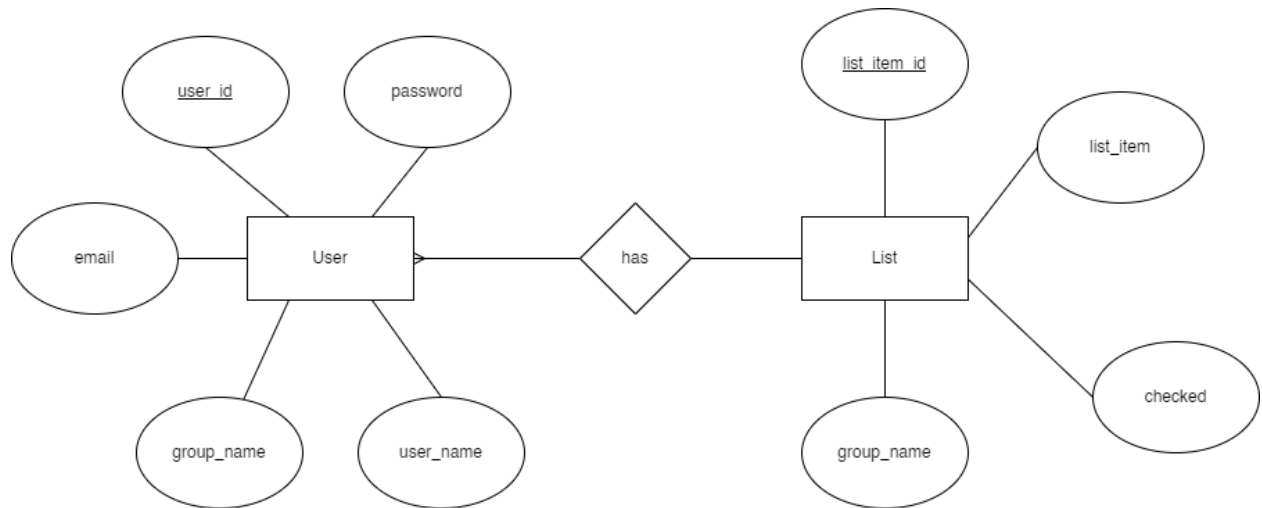 list_item_id
user_id
password
list_item
email
User
has
List
checked
group_name
user_name
group_name